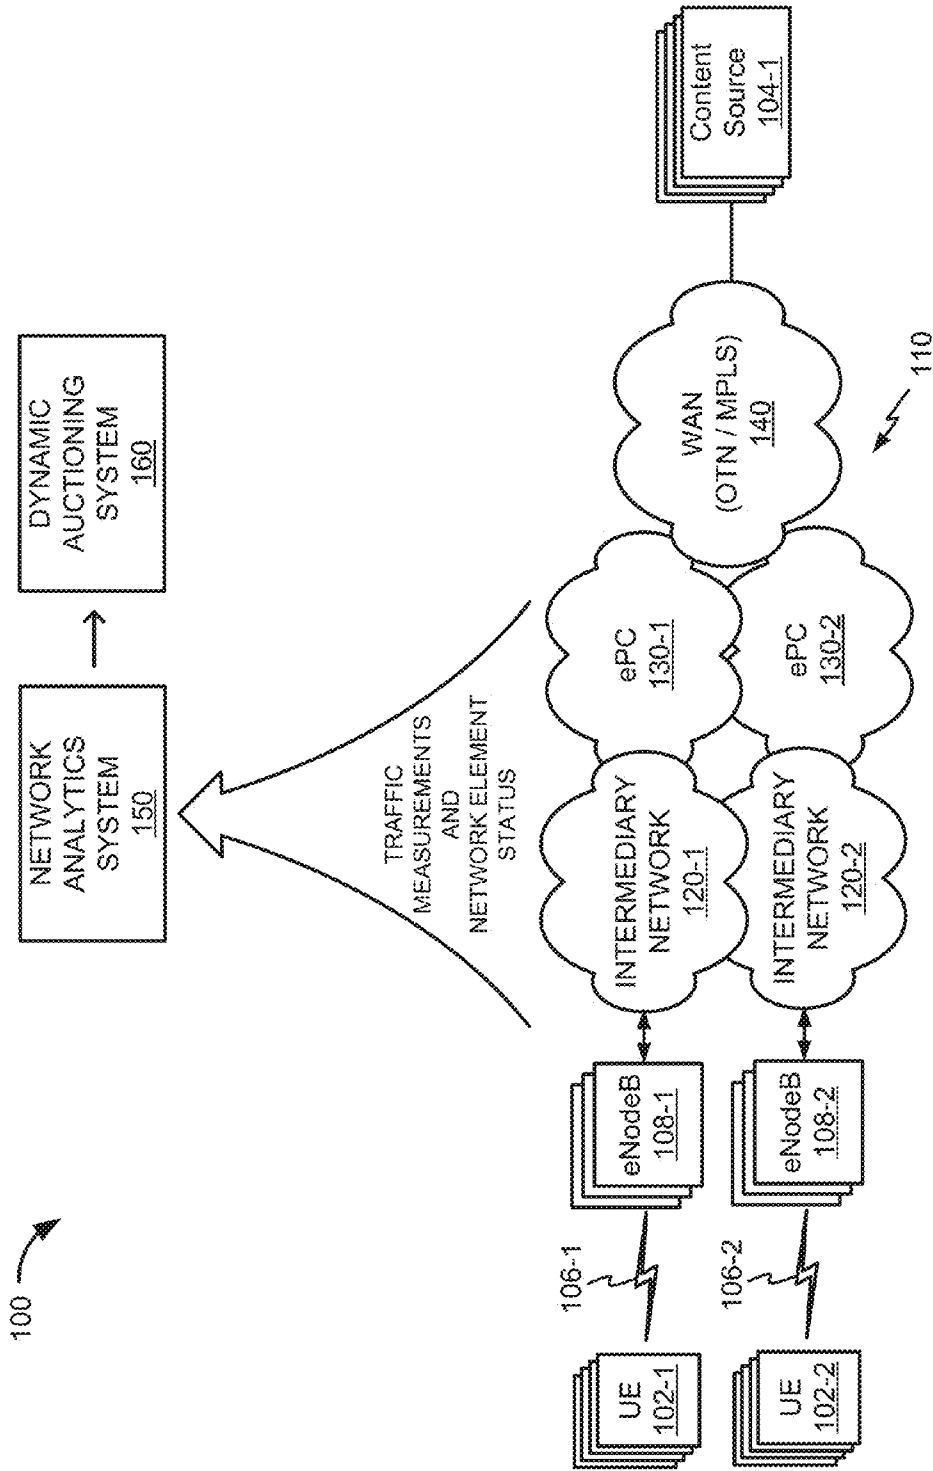 100
NETWORK
ANALYTICS
SYSTEM
150
DYNAMIC
AUCTIONING
SYSTEM
160
TRAFFIC
MEASUREMENTS
AND
NETWORK ELEMENT
STATUS
UE
102-1
106-1
eNodeB
108-1
INTERMEDIARY
NETWORK
120-1
ePC
130-1
WAN
(OTN / MPLS)
140
Content
Source
104-1
UE
102-2
106-2
eNodeB
108-2
INTERMEDIARY
NETWORK
120-2
ePC
130-2
110